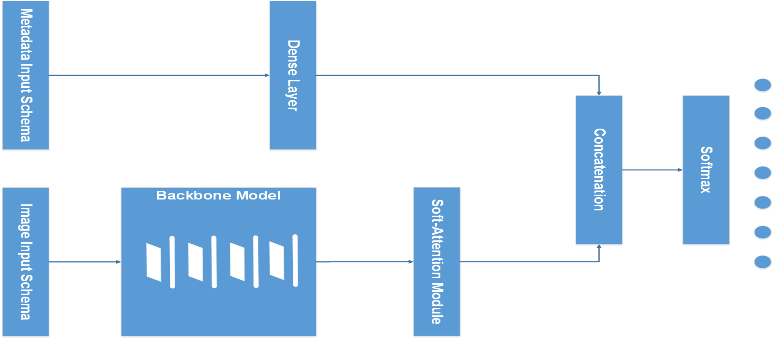 Metadata Input Schema
Dense Layer
Image Input Schema
Backbone Model
Soft-Attention Module
Concatenation
Softmax